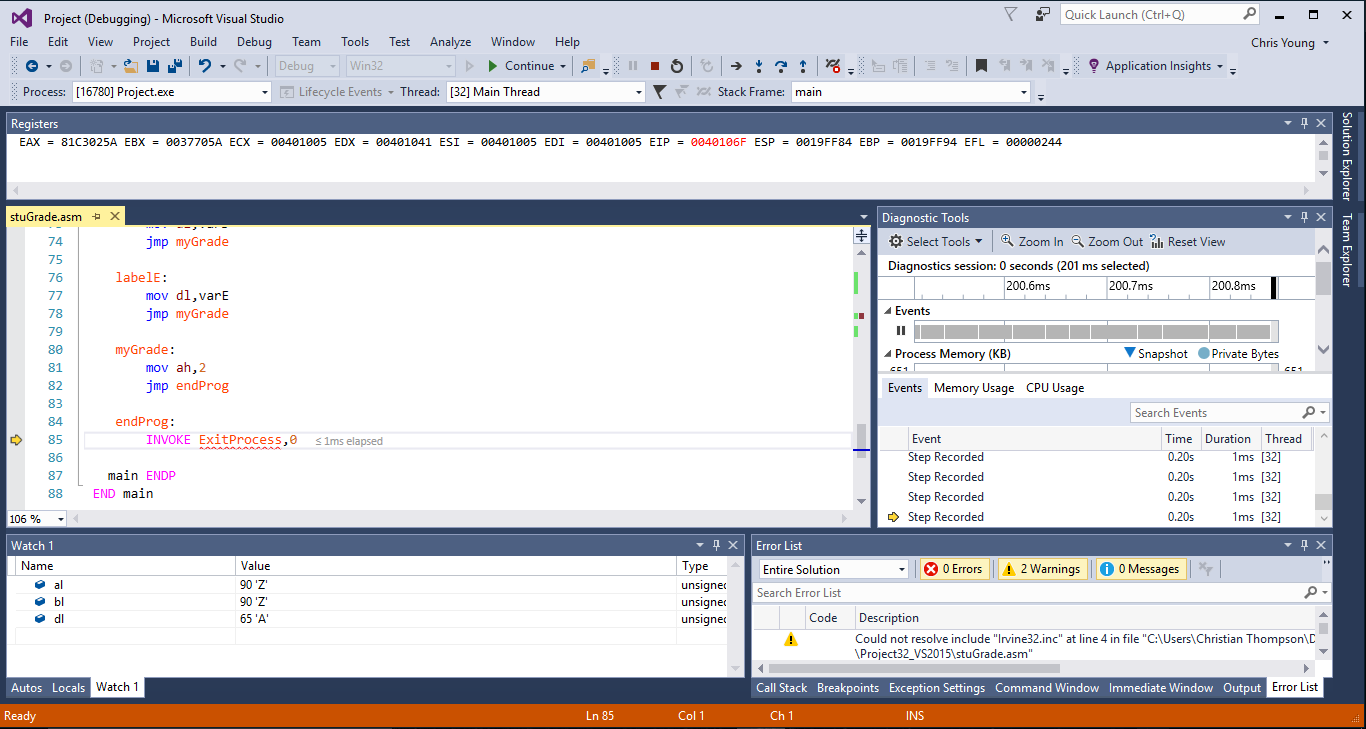 Project (Debugging) - Microsoft Visual Studio
Quick Launch (Ctrl+Q)
File Edit View Project Build Debug Team Tools Test Analyze Window Help
Chris Young
Debug Win32 Continue Application Insights
Process: [16780] Project.exe Lifecycle Events Thread: [32] Main Thread Stack Frame: main
Registers
EAX = 81C3025A EBX = 0037705A ECX = 00401005 EDX = 00401041 ESI = 00401005 EDI = 00401005 EIP = 0040106F ESP = 0019FF84 EBP = 0019FF94 EFL = 00000244
Solution Explorer
Team Explorer
stuGrade.asm
74 jmp myGrade
75
76 labelE:
77 mov dl,varE
78 jmp myGrade
79
80 myGrade:
81 mov ah,2
82 jmp endProg
83
84 endProg:
85 INVOKE ExitProcess,0 ≤ 1ms elapsed
86
87 main ENDP
88 END main
106 %
Diagnostic Tools
Select Tools Zoom In Zoom Out Reset View
Diagnostics session: 0 seconds (201 ms selected)
200.6ms 200.7ms 200.8ms
Events
Process Memory (KB) Snapshot Private Bytes
651 651
Events Memory Usage CPU Usage
Search Events
Event Time Duration Thread
Step Recorded 0.20s 1ms [32]
Step Recorded 0.20s 1ms [32]
Step Recorded 0.20s 1ms [32]
Step Recorded 0.20s 1ms [32]
Watch 1
Name Value Type
al 90 'Z' unsigned
bl 90 'Z' unsigned
dl 65 'A' unsigned
Autos Locals Watch 1
Error List
Entire Solution 0 Errors 2 Warnings 0 Messages
Search Error List
Code Description
Could not resolve include "Irvine32.inc" at line 4 in file "C:\Users\Christian Thompson\D
\Project32_VS2015\stuGrade.asm"
Call Stack Breakpoints Exception Settings Command Window Immediate Window Output Error List
Ready Ln 85 Col 1 Ch 1 INS